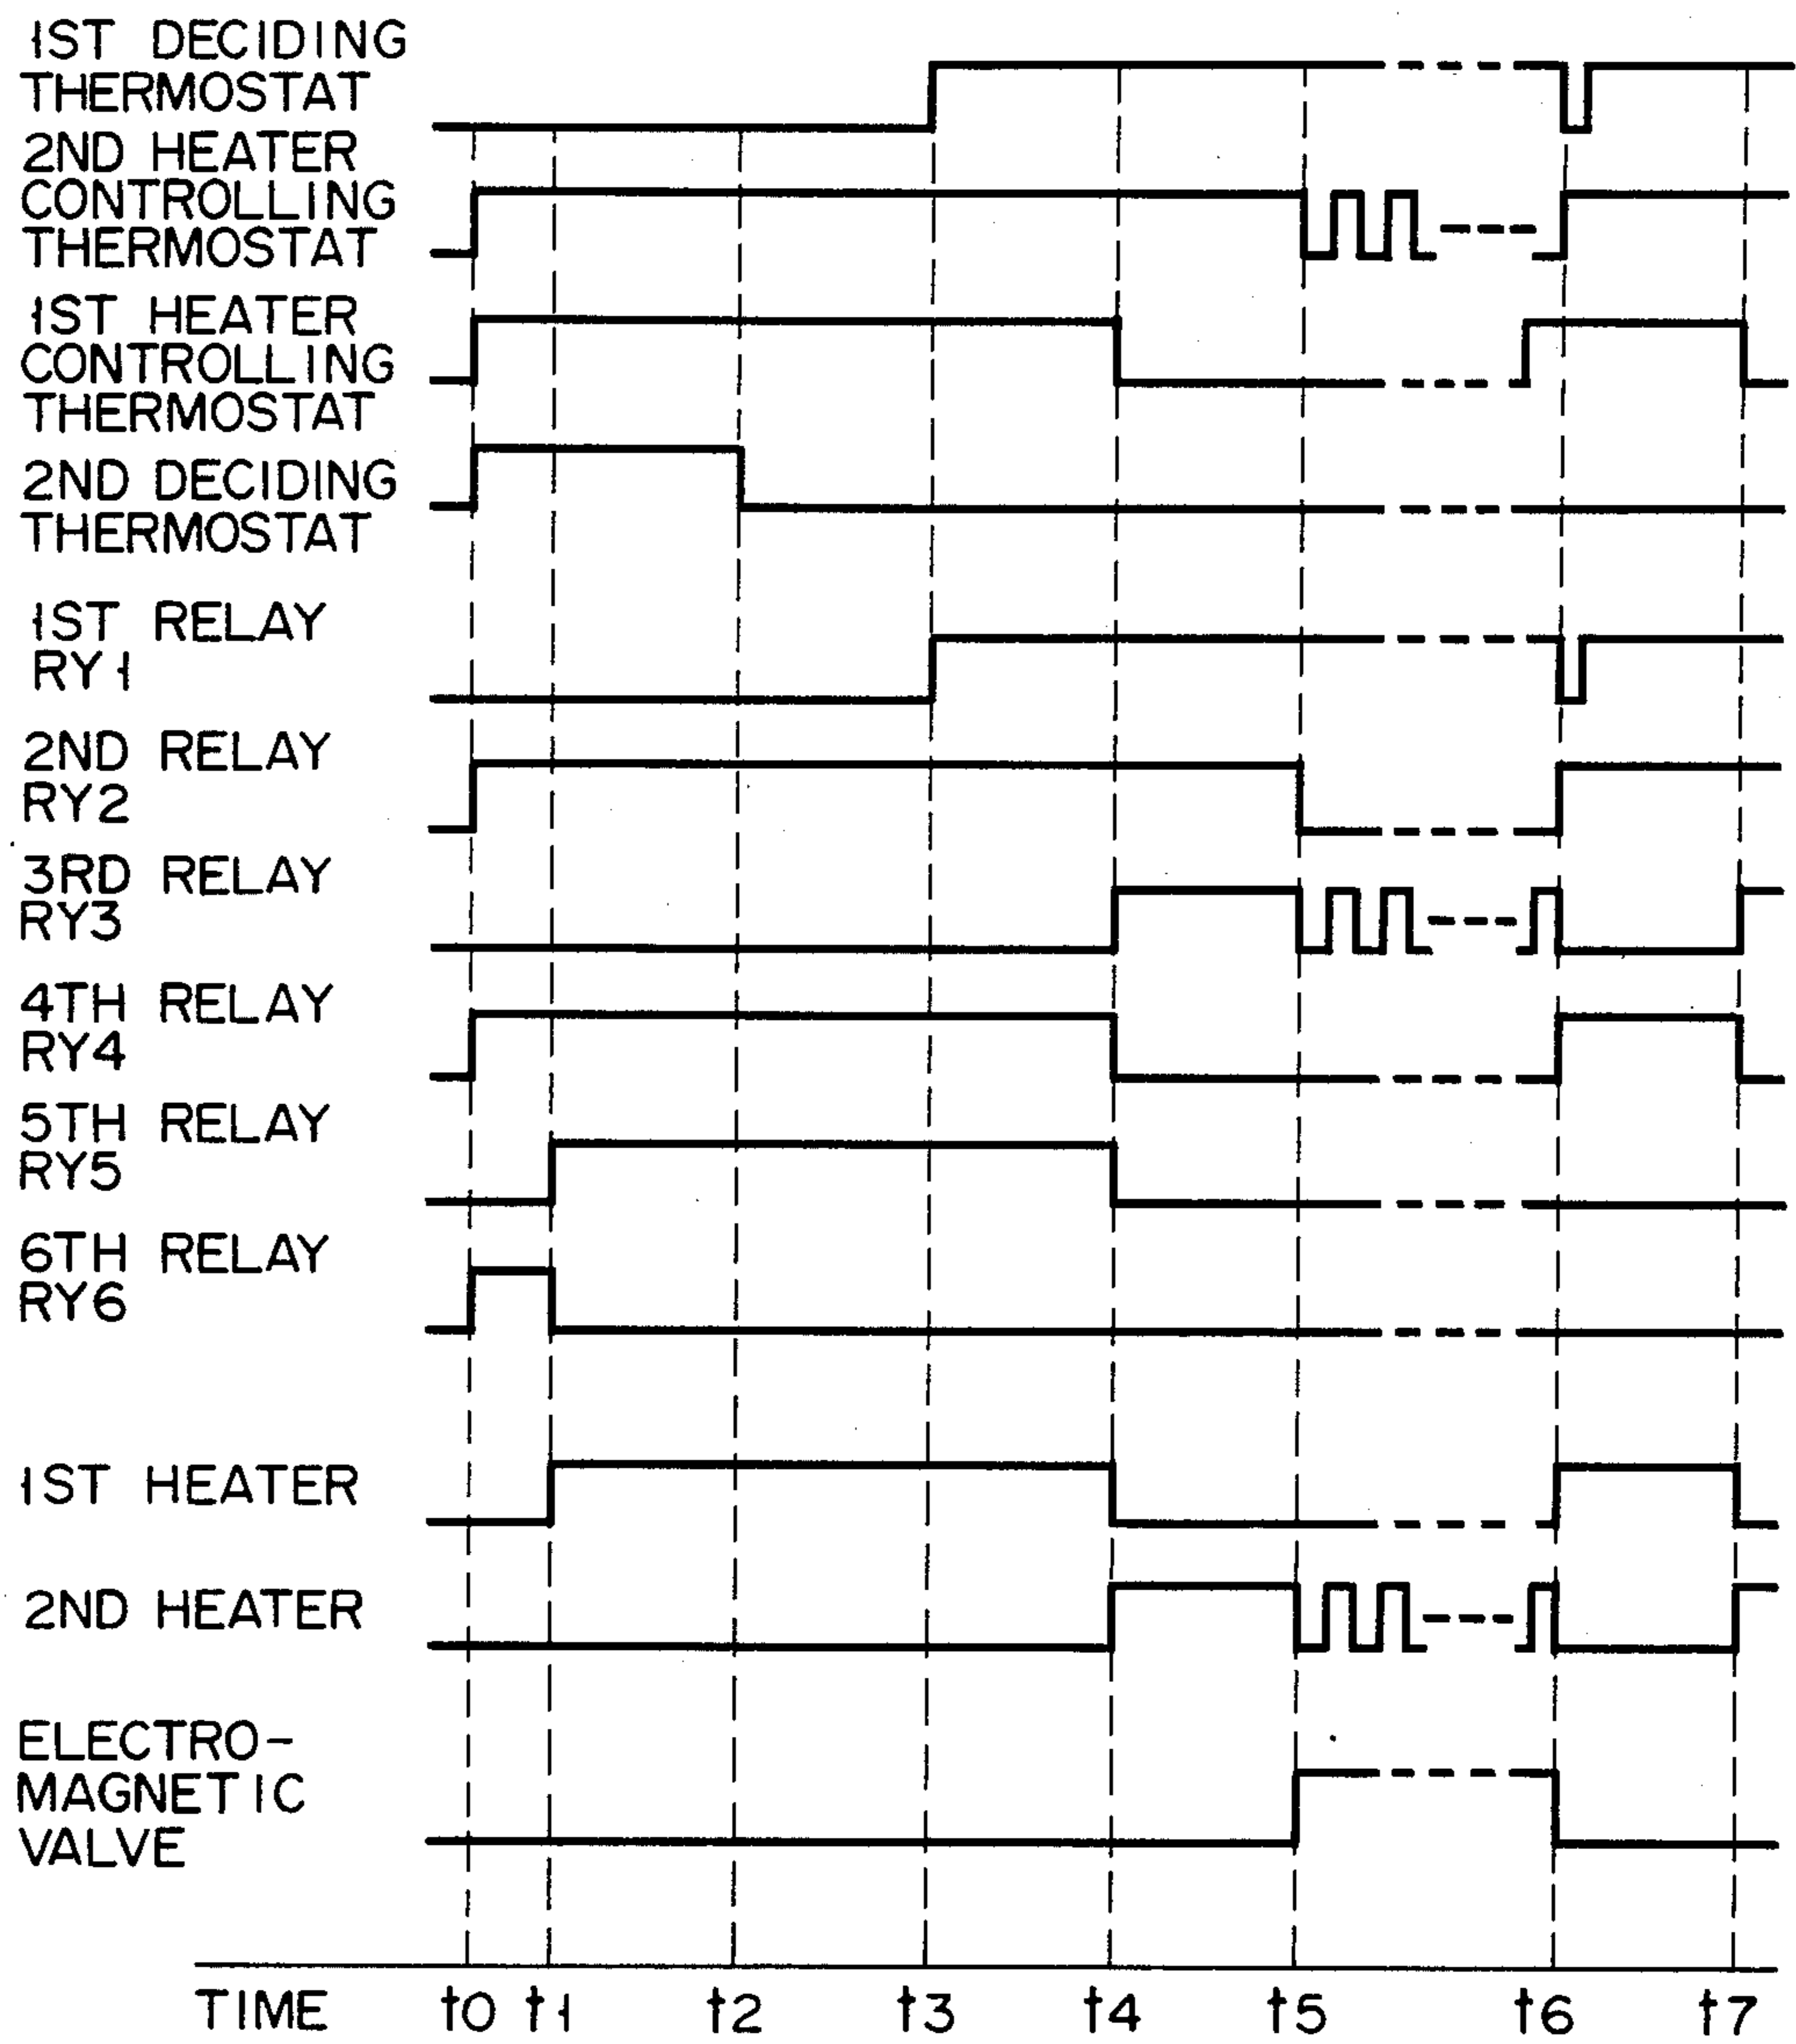 1ST DECIDING
THERMOSTAT
2ND HEATER
CONTROLLING
THERMOSTAT
1ST HEATER
CONTROLLING
THERMOSTAT
2ND DECIDING
THERMOSTAT
1ST RELAY
RY1
2ND RELAY
RY2
3RD RELAY
RY3
4TH RELAY
RY4
5TH RELAY
RY5
6TH RELAY
RY6
1ST HEATER
2ND HEATER
ELECTRO-
MAGNETIC
VALVE
TIME t0 t1 t2 t3 t4 t5 t6 t7